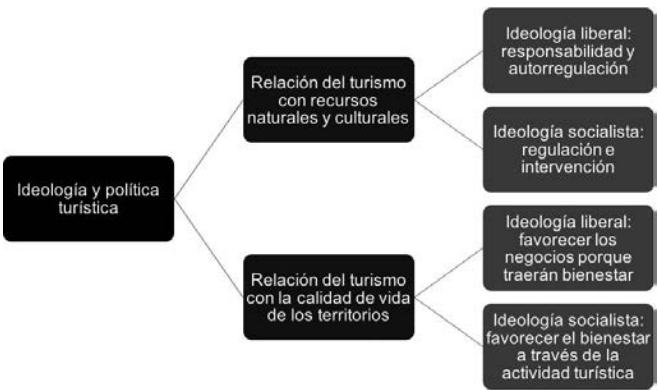 Ideología y política
turística
Relación del turismo
con recursos
naturales y culturales
Ideología liberal:
responsabilidad y
autorregulación
Ideología socialista:
regulación e
intervención
Relación del turismo
con la calidad de vida
de los territorios
Ideología liberal:
favorecer los
negocios porque
traerán bienestar
Ideología socialista:
favorecer el bienestar
a través de la
actividad turística